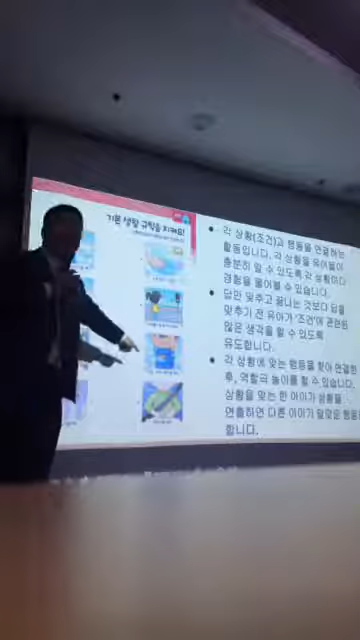 기본 생활 규칙을 지켜요!
• 각 상황(조건)과 행동을 연결하는
활동입니다. 각 상황을 유아들이
충분히 알 수 있도록 각 상황마다
경험을 물어볼 수 있습니다.
• 답만 맞추고 끝나는 것보다 답을
맞추기 전 유아가 '조건'에 관련된
많은 생각을 할 수 있도록
유도합니다.
• 각 상황에 맞는 행동을 찾아 연결한
후, 역할극 놀이를 할 수 있습니다.
상황을 맞는 한 아이가 상황을
연출하면 다른 아이가 알맞은 행동을
합니다.